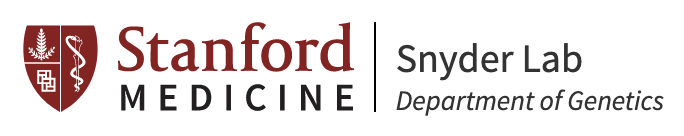 Stanford
MEDICINE
Snyder Lab
Department of Genetics